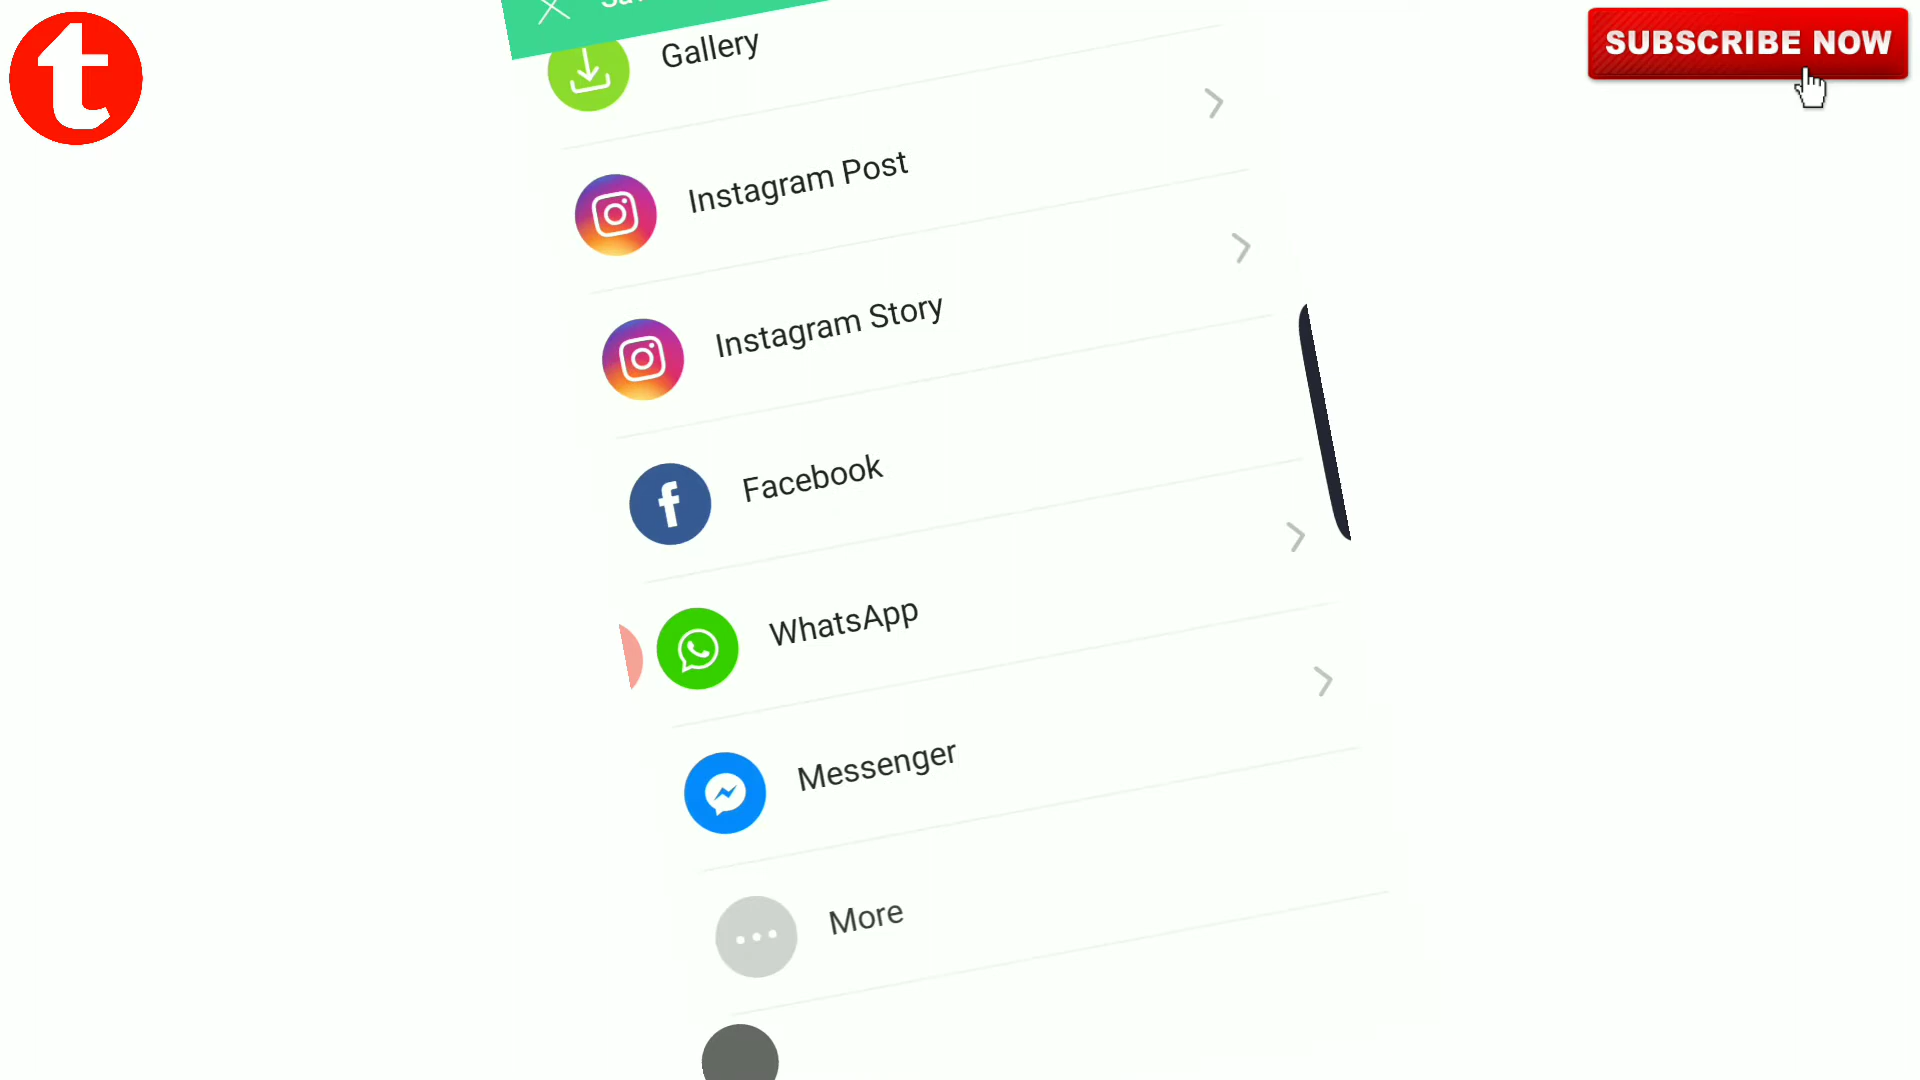 t
SUBSCRIBE NOW
Gallery
Instagram Post
Instagram Story
Facebook
WhatsApp
Messenger
More